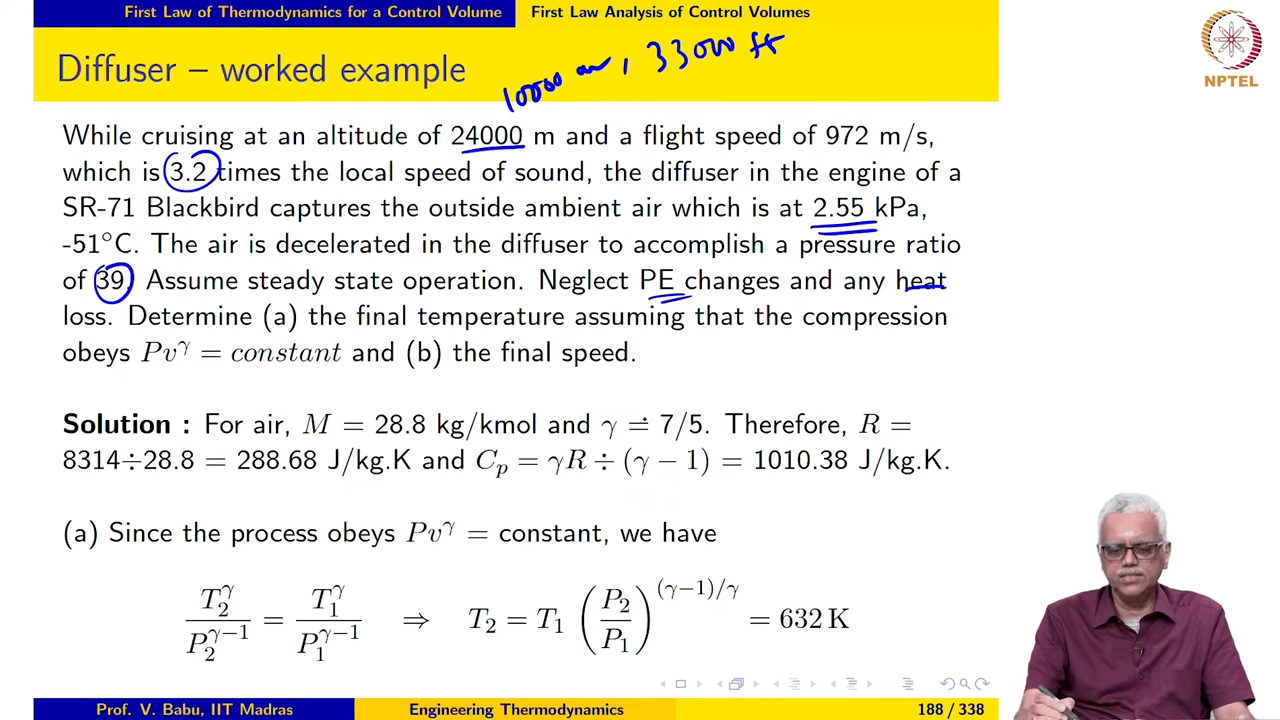 First Law of Thermodynamics for a Control Volume First Law Analysis of Control Volumes
Diffuser – worked example
10000 m, 33000 ft
NPTEL
While cruising at an altitude of 24000 m and a flight speed of 972 m/s,
which is 3.2 times the local speed of sound, the diffuser in the engine of a
SR-71 Blackbird captures the outside ambient air which is at 2.55 kPa,
-51°C. The air is decelerated in the diffuser to accomplish a pressure ratio
of 39. Assume steady state operation. Neglect PE changes and any heat
loss. Determine (a) the final temperature assuming that the compression
obeys Pv^γ = constant and (b) the final speed.
Solution : For air, M = 28.8 kg/kmol and γ = 7/5. Therefore, R =
8314÷28.8 = 288.68 J/kg.K and C_p = γR ÷ (γ − 1) = 1010.38 J/kg.K.
(a) Since the process obeys Pv^γ = constant, we have
T_2^γ / P_2^{γ−1} = T_1^γ / P_1^{γ−1} ⇒ T_2 = T_1 (P_2 / P_1)^{(γ−1)/γ} = 632 K
Prof. V. Babu, IIT Madras Engineering Thermodynamics 188 / 338